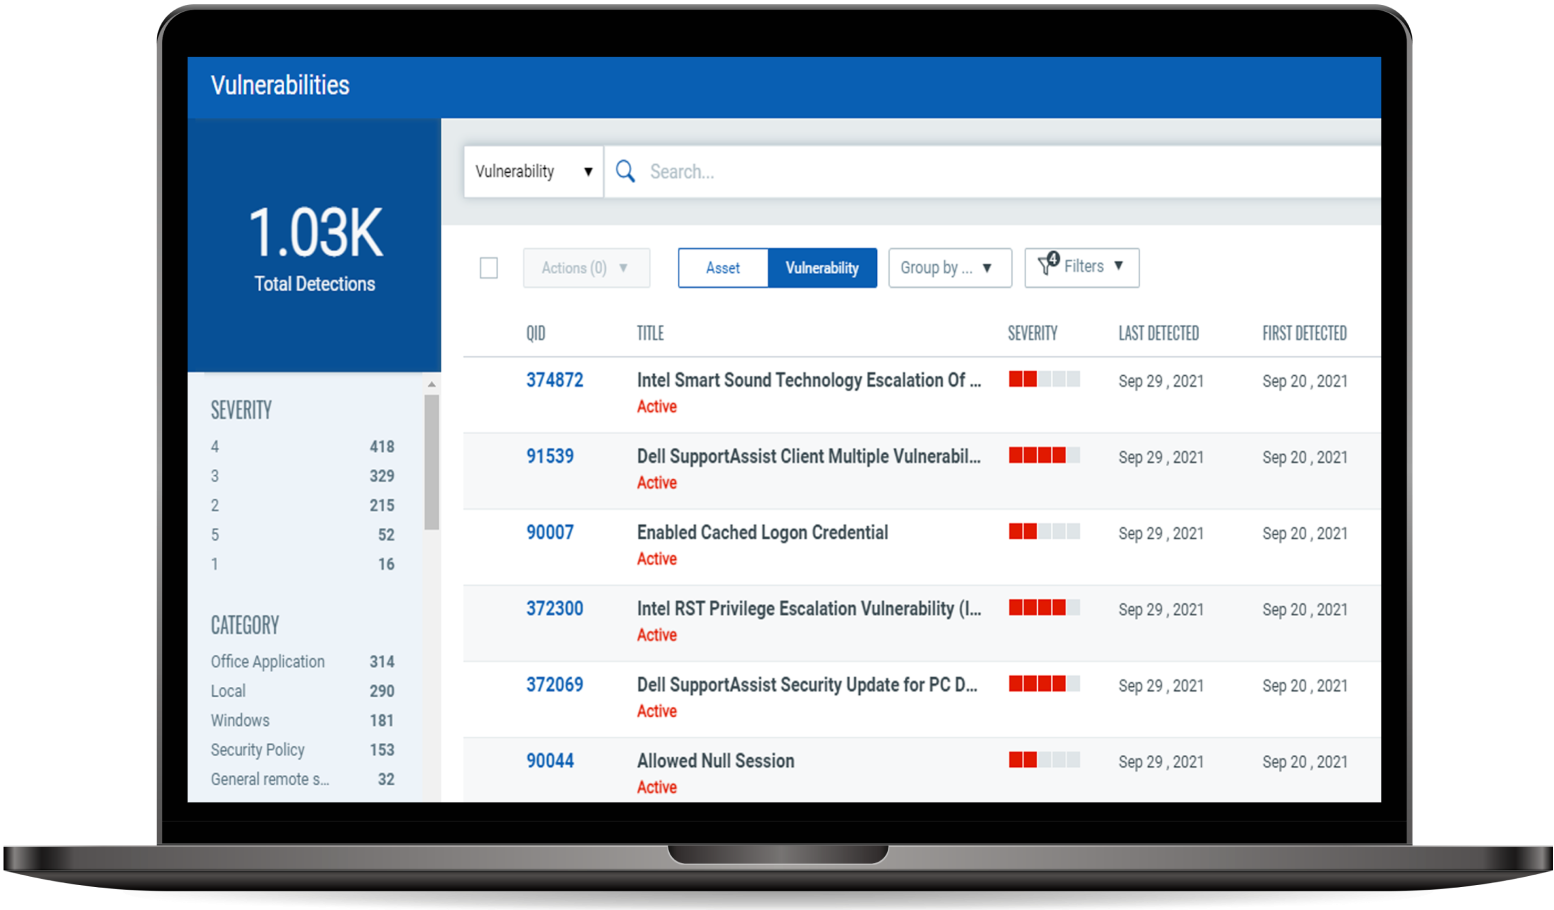 Vulnerabilities
1.03K
Total Detections
SEVERITY
4 418
3 329
2 215
5 52
1 16
CATEGORY
Office Application 314
Local 290
Windows 181
Security Policy 153
General remote s... 32
Vulnerability ▼ Search...
Actions (0) ▼ Asset Vulnerability Group by ... ▼ 4 Filters ▼
QID TITLE SEVERITY LAST DETECTED FIRST DETECTED
374872 Intel Smart Sound Technology Escalation Of ... Sep 29 , 2021 Sep 20 , 2021
Active
91539 Dell SupportAssist Client Multiple Vulnerabil... Sep 29 , 2021 Sep 20 , 2021
Active
90007 Enabled Cached Logon Credential Sep 29 , 2021 Sep 20 , 2021
Active
372300 Intel RST Privilege Escalation Vulnerability (I... Sep 29 , 2021 Sep 20 , 2021
Active
372069 Dell SupportAssist Security Update for PC D... Sep 29 , 2021 Sep 20 , 2021
Active
90044 Allowed Null Session Sep 29 , 2021 Sep 20 , 2021
Active